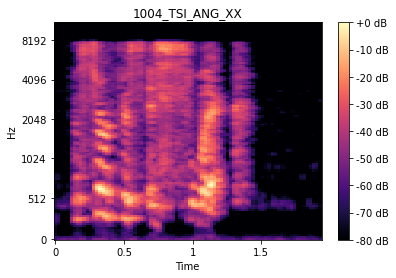 1004_TSI_ANG_XX
Hz
8192
4096
2048
1024
512
0
0
0.5
1
1.5
Time
+0 dB
-10 dB
-20 dB
-30 dB
-40 dB
-50 dB
-60 dB
-70 dB
-80 dB